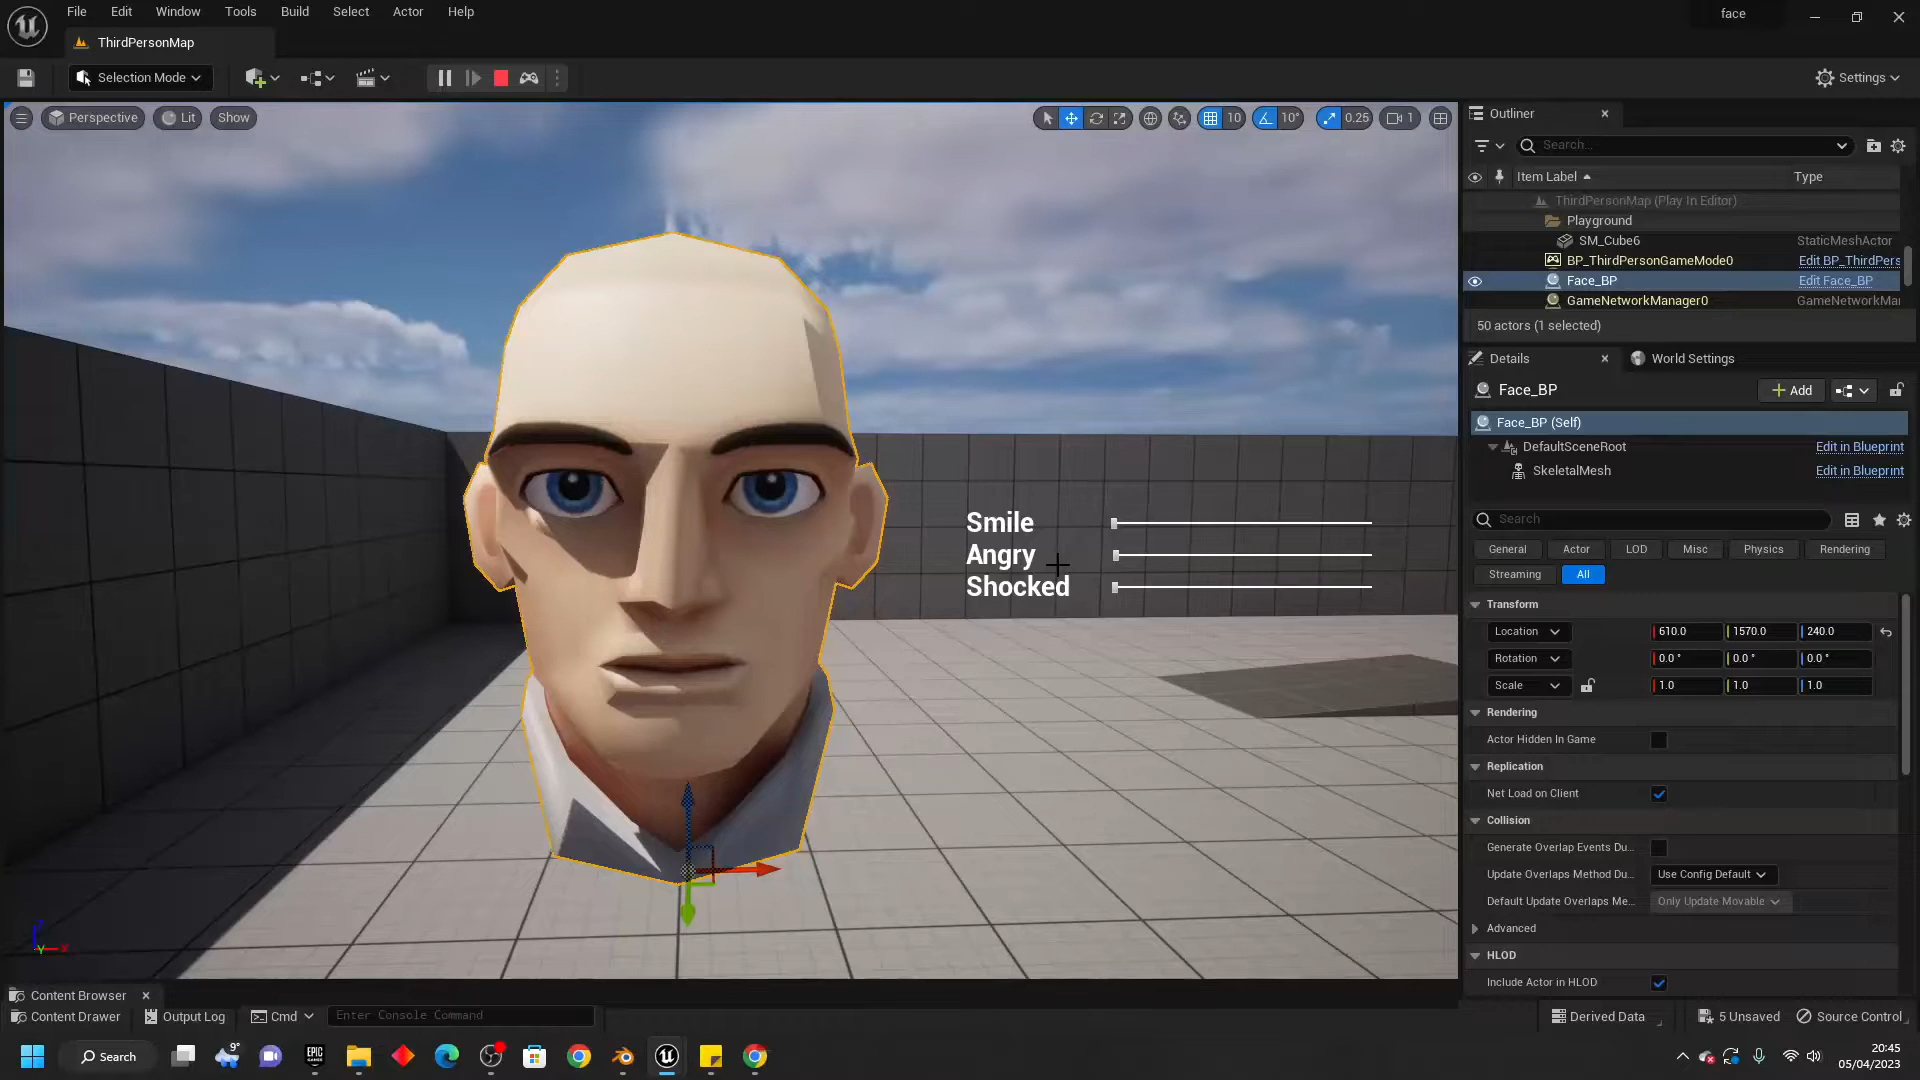 File Edit Window Tools Build Select Actor Help
face
ThirdPersonMap
Selection Mode
Settings
Perspective Lit Show
10 10° 0.25 1
Outliner
Search...
Item Label Type
ThirdPersonMap (Play In Editor)
Playground
SM_Cube6 StaticMeshActor
BP_ThirdPersonGameMode0 Edit BP_ThirdPers
Face_BP Edit Face_BP
GameNetworkManager0 GameNetworkMa
50 actors (1 selected)
Details World Settings
Face_BP Add
Face_BP (Self)
DefaultSceneRoot Edit in Blueprint
SkeletalMesh Edit in Blueprint
Search
General Actor LOD Misc Physics Rendering
Streaming All
Smile
Angry
Shocked
Transform
Location 610.0 1570.0 240.0
Rotation 0.0 ° 0.0 ° 0.0 °
Scale 1.0 1.0 1.0
Rendering
Actor Hidden In Game
Replication
Net Load on Client
Collision
Generate Overlap Events Du...
Update Overlaps Method Du... Use Config Default
Default Update Overlaps Me... Only Update Movable
Advanced
HLOD
Include Actor in HLOD
Content Browser
Content Drawer Output Log Cmd Enter Console Command
Derived Data 5 Unsaved Source Control
Search
9°
EPIC
GAMES
20:45
05/04/2023